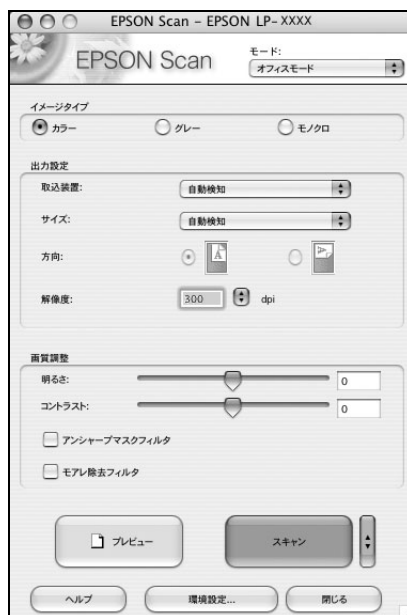 EPSON Scan - EPSON LP-XXXX
EPSON Scan
モード:
オフィスモード
イメージタイプ
カラー グレー モノクロ
出力設定
取込装置: 自動検知
サイズ: 自動検知
方向: A A
解像度: 300 dpi
画質調整
明るさ: 0
コントラスト: 0
アンシャープマスクフィルタ
モアレ除去フィルタ
プレビュー スキャン
ヘルプ 環境設定... 閉じる